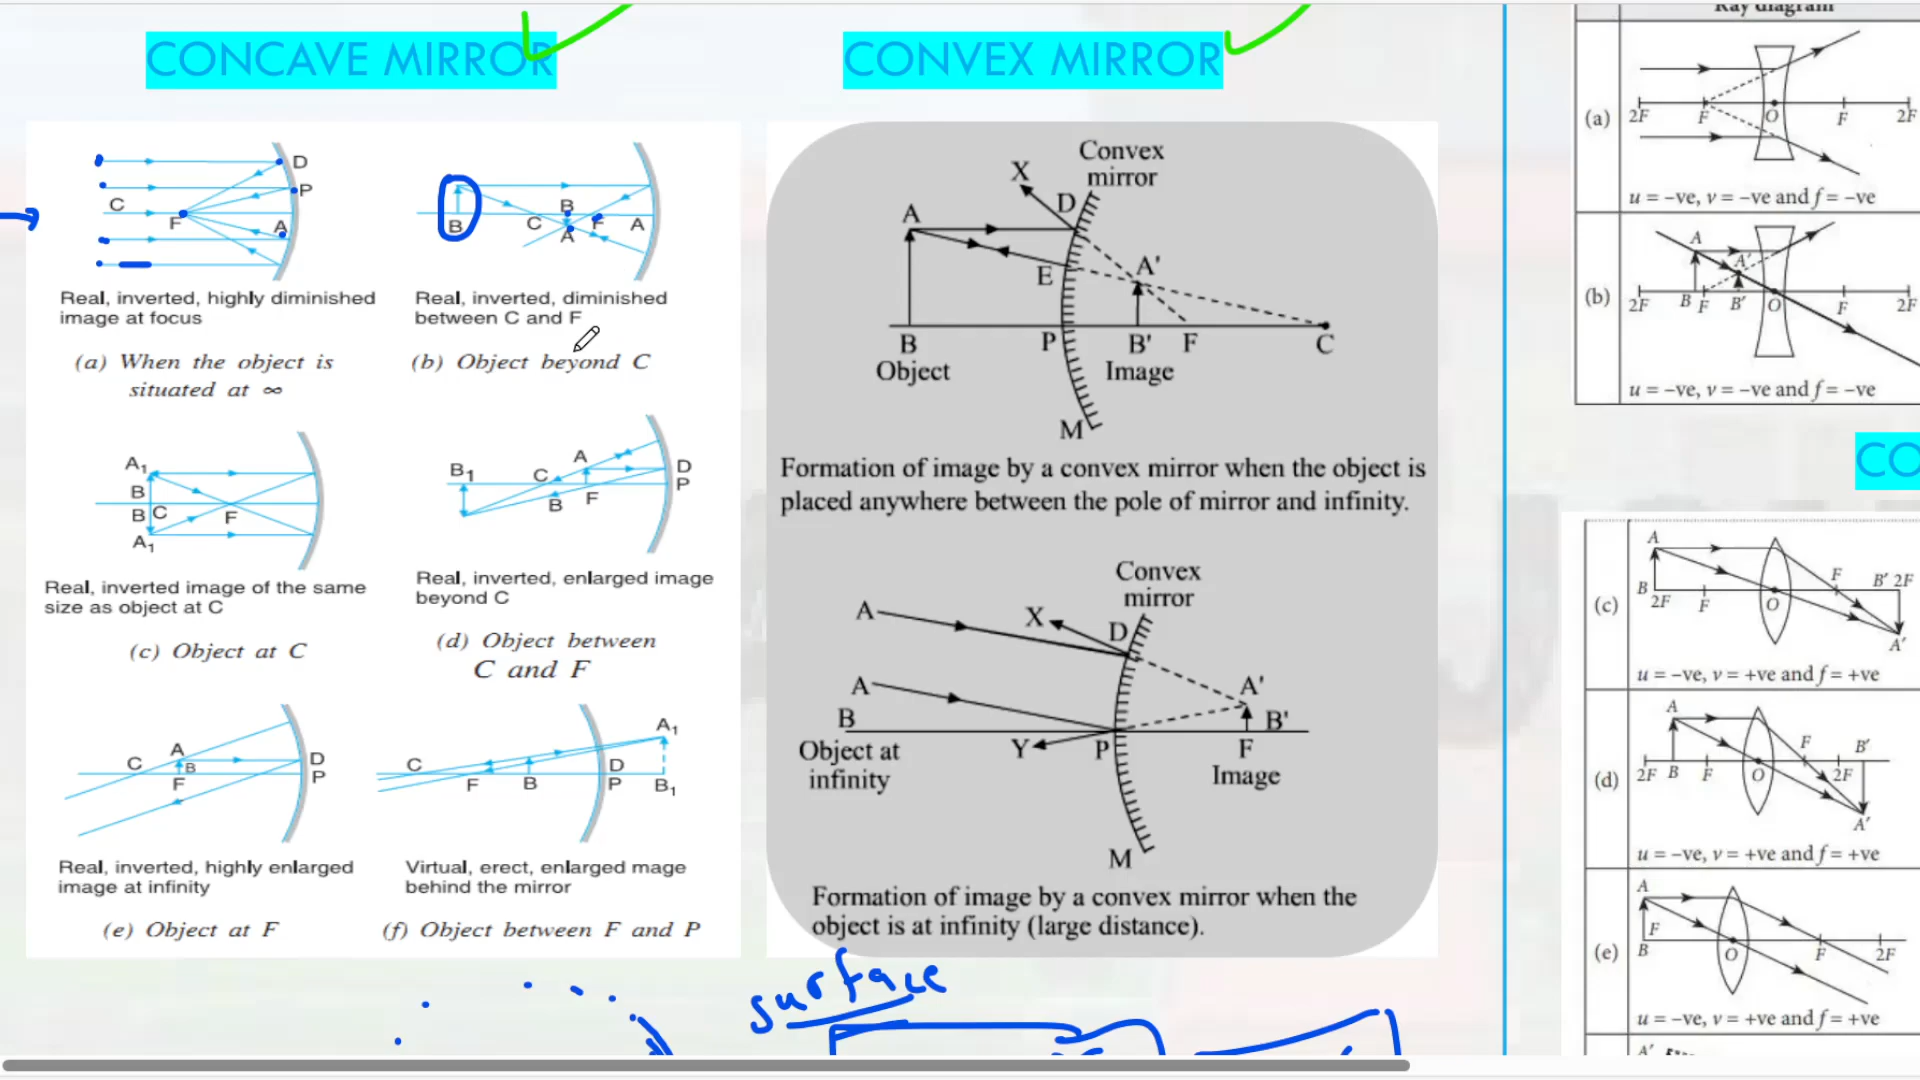 CONCAVE MIRROR
D
P
C
F
A
Real, inverted, highly diminished
image at focus
(a) When the object is
situated at ∞
B
B
C
F
A
A
Real, inverted, diminished
between C and F
(b) Object beyond C
A1
B
B C
F
A1
Real, inverted image of the same
size as object at C
(c) Object at C
B1
C
A
D
P
B
F
Real, inverted, enlarged image
beyond C
(d) Object between
C and F
C
A
B
F
D
P
Real, inverted, highly enlarged
image at infinity
(e) Object at F
A1
C
D
F
B
P
B1
Virtual, erect, enlarged mage
behind the mirror
(f) Object between F and P
CONVEX MIRROR
Convex
mirror
X
D
A
E
A'
B
P
B'
F
C
Object
Image
M
Formation of image by a convex mirror when the object is
placed anywhere between the pole of mirror and infinity.
Convex
mirror
A
X
D
A
A'
B
B'
Object at
infinity
Y
P
F
Image
M
Formation of image by a convex mirror when the
object is at infinity (large distance).
surface
Ray diagram
(a)
2F
F
O
F
2F
u = –ve, v = –ve and f = –ve
(b)
A
A'
2F
B F
B'
O
F
2F
u = –ve, v = –ve and f = –ve
CO
(c)
A
B
2F
F
O
F
B' 2F
A'
u = –ve, v = +ve and f = +ve
(d)
A
2F B
F
O
F
2F
B'
A'
u = –ve, v = +ve and f = +ve
(e)
A
F
B
O
F
2F
u = –ve, v = +ve and f = +ve
A'